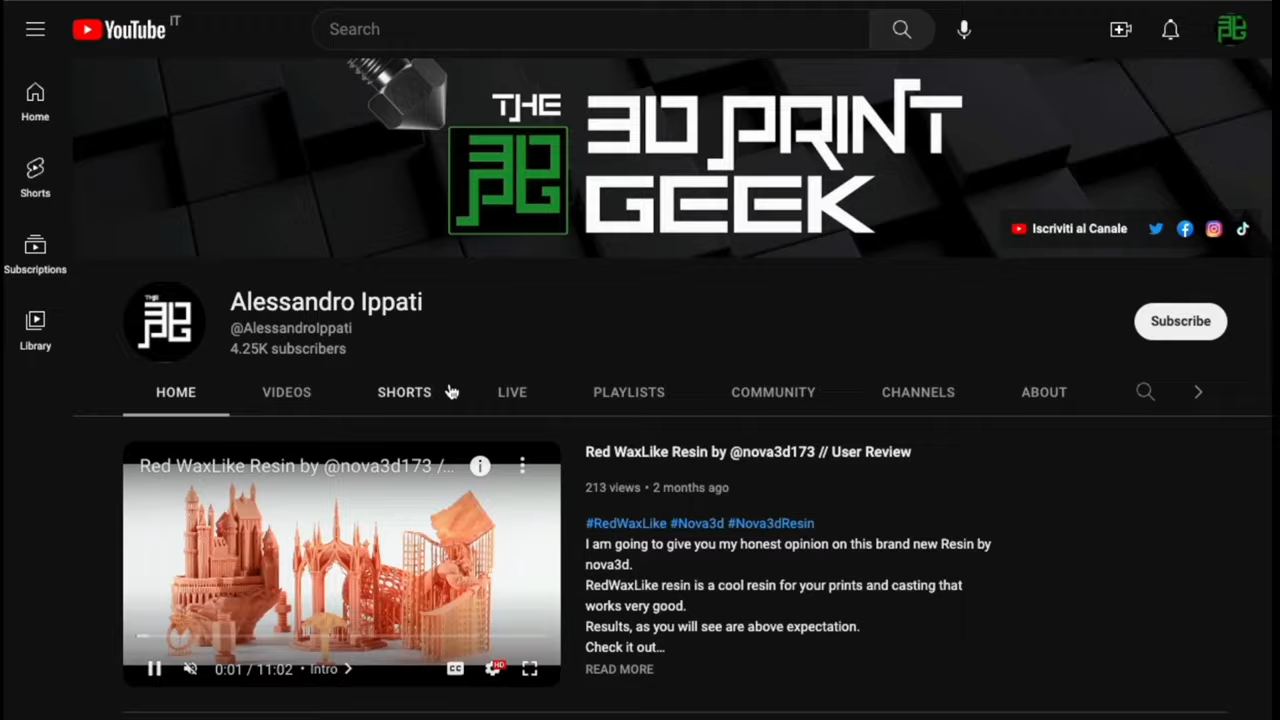 YouTube IT
Search
Home
Shorts
Subscriptions
Library
THE 3D PRINT
GEEK
3DPG
Iscriviti al Canale
THE
3DPG
Alessandro Ippati
@AlessandroIppati
4.25K subscribers
Subscribe
HOME VIDEOS SHORTS LIVE PLAYLISTS COMMUNITY CHANNELS ABOUT
Red WaxLike Resin by @nova3d173 /...
0:01 / 11:02 • Intro
CC HD
Red WaxLike Resin by @nova3d173 // User Review
213 views • 2 months ago
#RedWaxLike #Nova3d #Nova3dResin
I am going to give you my honest opinion on this brand new Resin by
nova3d.
RedWaxLike resin is a cool resin for your prints and casting that
works very good.
Results, as you will see are above expectation.
Check it out...
READ MORE